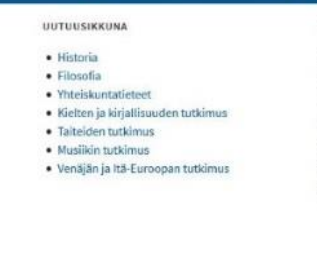 UUTUUSIKKUNA
Historia
Filosofia
Yhteiskuntatieteet
Kielten ja kirjallisuuden tutkimus
Taiteiden tutkimus
Musiikin tutkimus
Venäjän ja Itä-Euroopan tutkimus